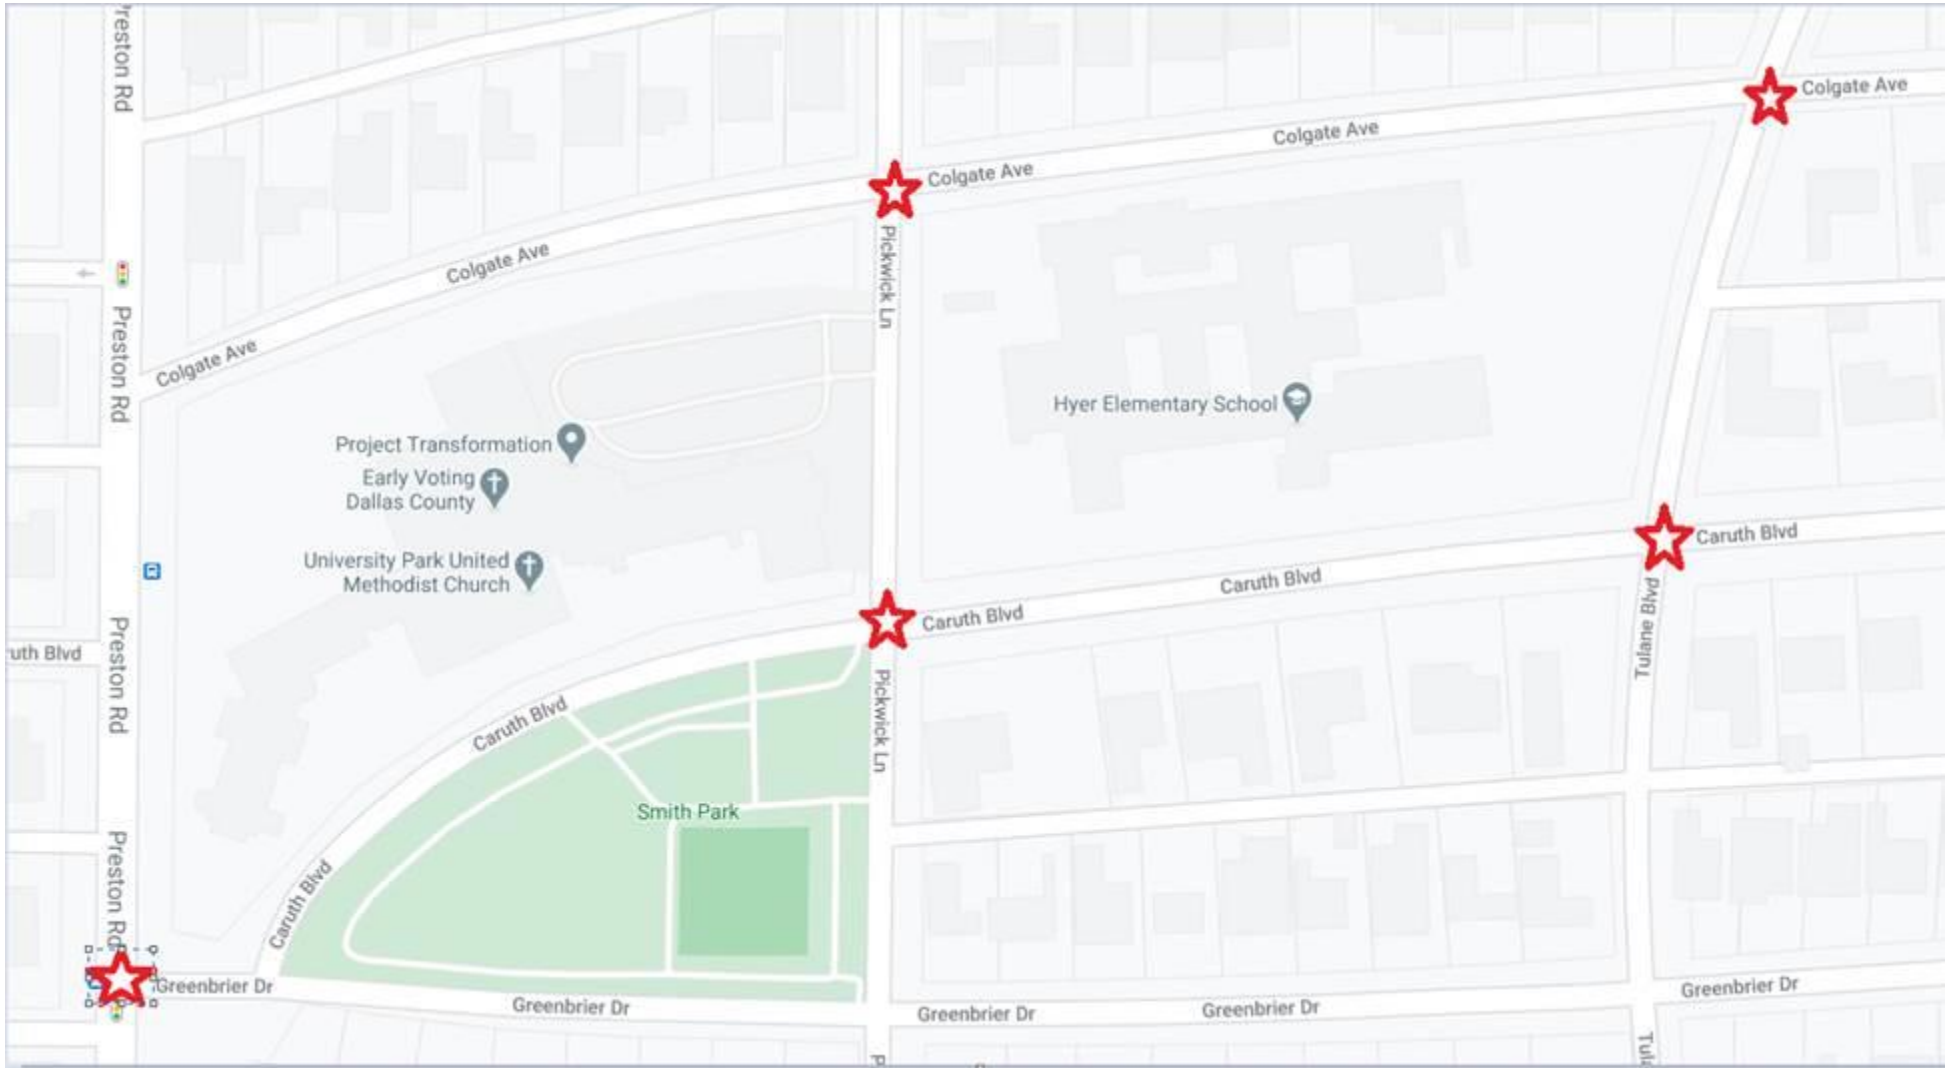 Preston Rd
Colgate Ave
Colgate Ave
Colgate Ave
Pickwick Ln
Colgate Ave
Preston Rd
Colgate Ave
Hyer Elementary School
Project Transformation
Early Voting
Dallas County
University Park United
Methodist Church
Caruth Blvd
Caruth Blvd
Caruth Blvd
Tulane Blvd
uth Blvd
Preston Rd
Caruth Blvd
Pickwick Ln
Smith Park
Preston Rd
Caruth Blvd
Greenbrier Dr
Greenbrier Dr
Greenbrier Dr
Greenbrier Dr
Greenbrier Dr
Tul
P